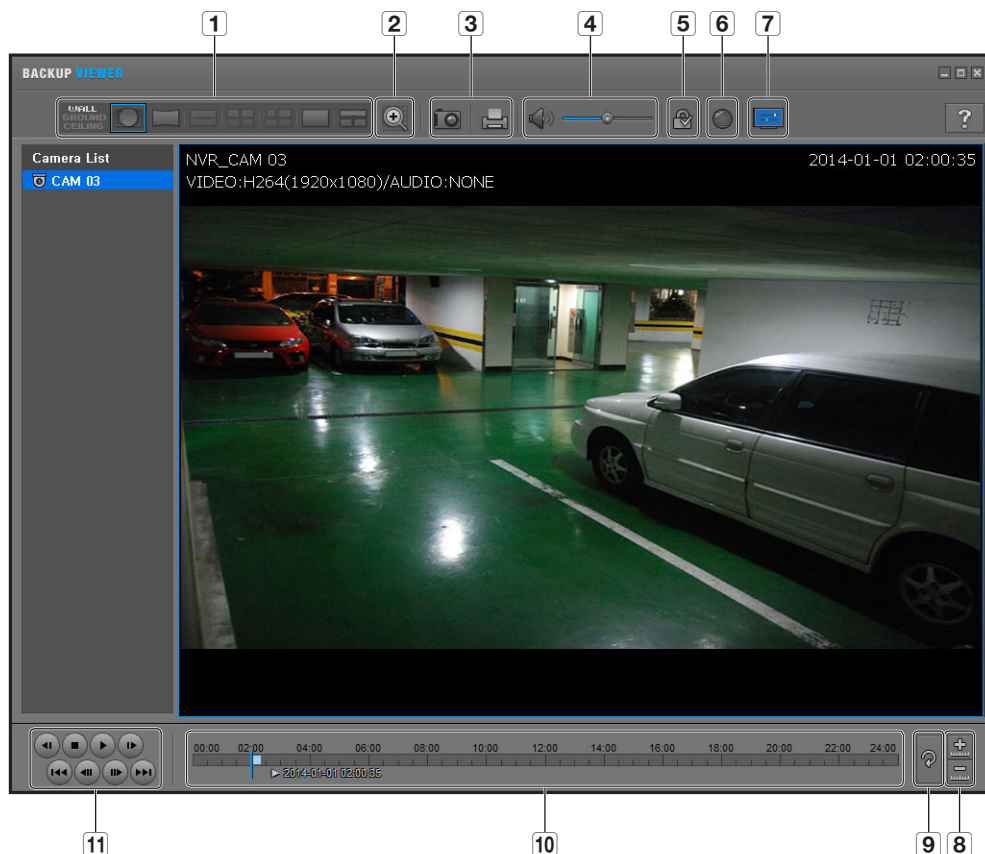 1 2 3 4 5 6 7
BACKUP VIEWER
WALL
GROUND
CEILING
?
Camera List
CAM 03
NVR_CAM 03
2014-01-01 02:00:35
VIDEO:H264(1920x1080)/AUDIO:NONE
00:00 02:00 04:00 06:00 08:00 10:00 12:00 14:00 16:00 18:00 20:00 22:00 24:00
2014-01-01 02:00:35
11 10 9 8